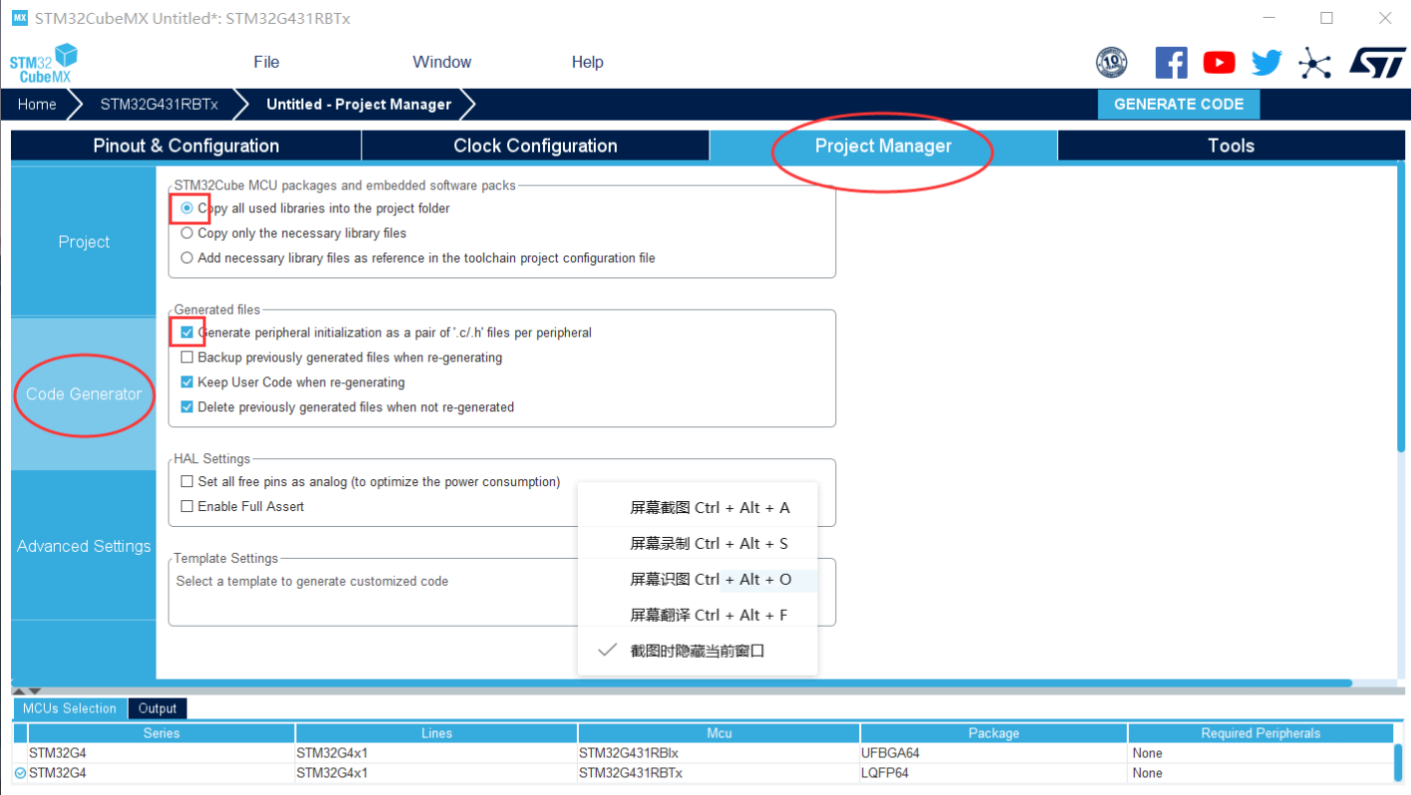 MX STM32CubeMX Untitled*: STM32G431RBTx
STM32
CubeMX
File Window Help
10
ST
Home STM32G431RBTx Untitled - Project Manager GENERATE CODE
Pinout & Configuration Clock Configuration Project Manager Tools
Project
Code Generator
Advanced Settings
STM32Cube MCU packages and embedded software packs
Copy all used libraries into the project folder
Copy only the necessary library files
Add necessary library files as reference in the toolchain project configuration file
Generated files
Generate peripheral initialization as a pair of '.c/.h' files per peripheral
Backup previously generated files when re-generating
Keep User Code when re-generating
Delete previously generated files when not re-generated
HAL Settings
Set all free pins as analog (to optimize the power consumption)
Enable Full Assert
Template Settings
Select a template to generate customized code
屏幕截图 Ctrl + Alt + A
屏幕录制 Ctrl + Alt + S
屏幕识图 Ctrl + Alt + O
屏幕翻译 Ctrl + Alt + F
截图时隐藏当前窗口
MCUs Selection Output
Series Lines Mcu Package Required Peripherals
STM32G4 STM32G4x1 STM32G431RBIx UFBGA64 None
STM32G4 STM32G4x1 STM32G431RBTx LQFP64 None